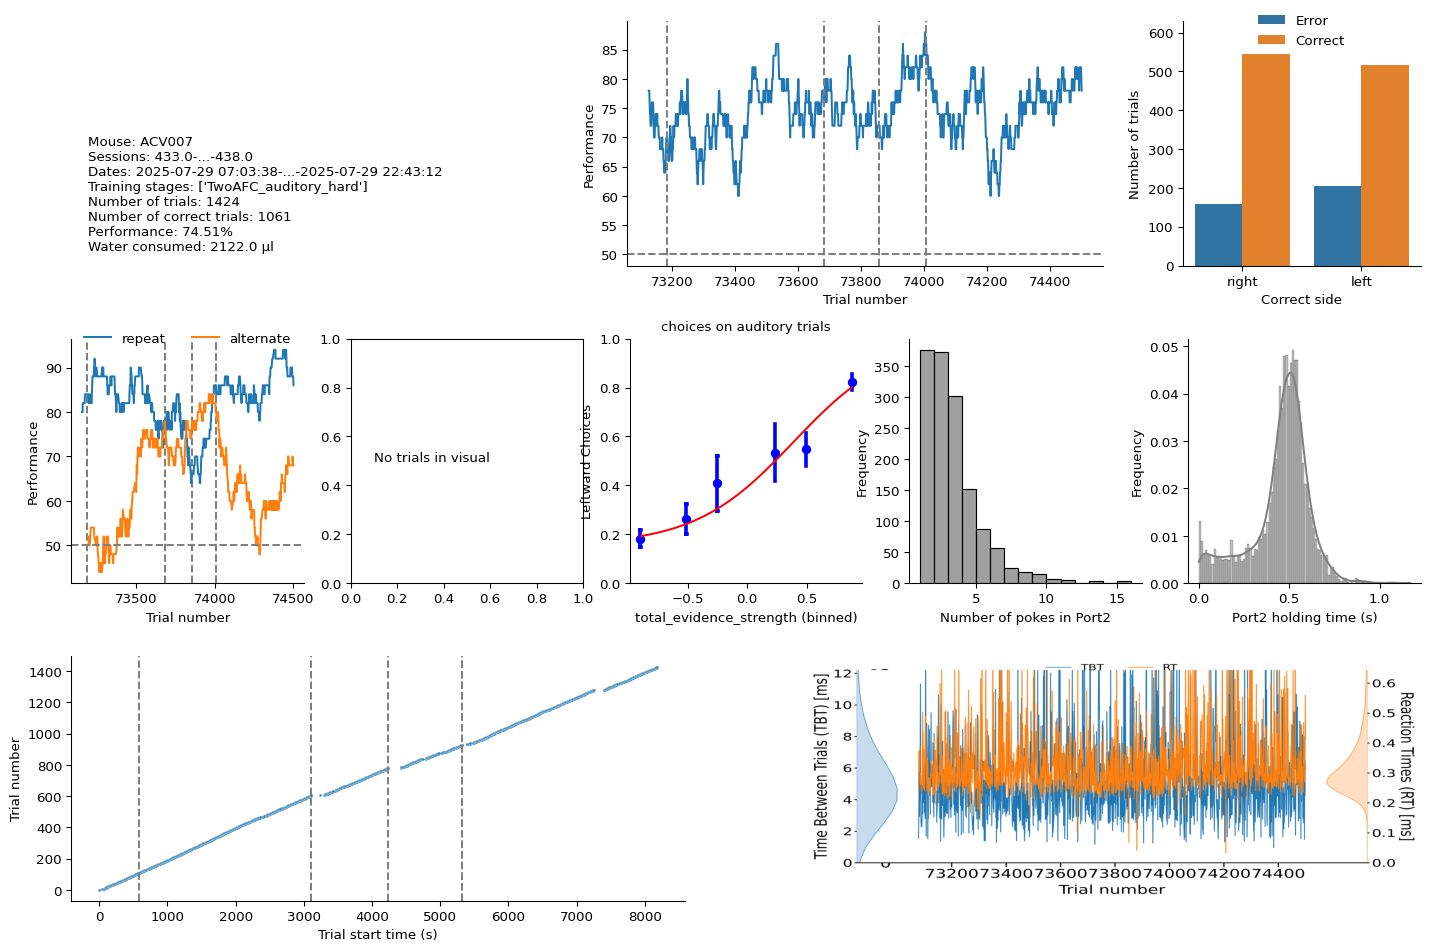 Mouse: ACV007
Sessions: 433.0-...-438.0
Dates: 2025-07-29 07:03:38-...-2025-07-29 22:43:12
Training stages: ['TwoAFC_auditory_hard']
Number of trials: 1424
Number of correct trials: 1061
Performance: 74.51%
Water consumed: 2122.0 µl
Performance
85
80
75
70
65
60
55
50
73200 73400 73600 73800 74000 74200 74400
Trial number
Error
Correct
Number of trials
600
500
400
300
200
100
0
right left
Correct side
repeat alternate
Performance
90
80
70
60
50
73500 74000 74500
Trial number
1.0
0.8
0.6
0.4
0.2
0.0
No trials in visual
0.0 0.2 0.4 0.6 0.8 1.0
choices on auditory trials
Leftward Choices
1.0
0.8
0.6
0.4
0.2
0.0
−0.5 0.0 0.5
total_evidence_strength (binned)
Frequency
350
300
250
200
150
100
50
0
5 10 15
Number of pokes in Port2
Frequency
0.05
0.04
0.03
0.02
0.01
0.00
0.0 0.5 1.0
Port2 holding time (s)
Trial number
1400
1200
1000
800
600
400
200
0
0 1000 2000 3000 4000 5000 6000 7000 8000
Trial start time (s)
TBT RT
Time Between Trials (TBT) [ms]
12
10
8
6
4
2
0
0.6
0.5
0.4
0.3
0.2
0.1
0.0
Reaction Times (RT) [ms]
73200 73400 73600 73800 74000 74200 74400
Trial number